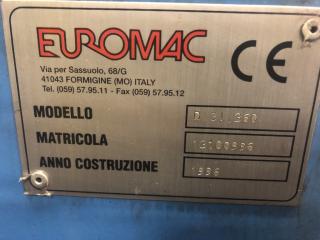 EUROMAC
CE
Via per Sassuolo, 68/G
41043 FORMIGINE (MO) ITALY
Tel. (059) 57.95.11 - Fax (059) 57.95.12
MODELLO
MATRICOLA
ANNO COSTRUZIONE 1996